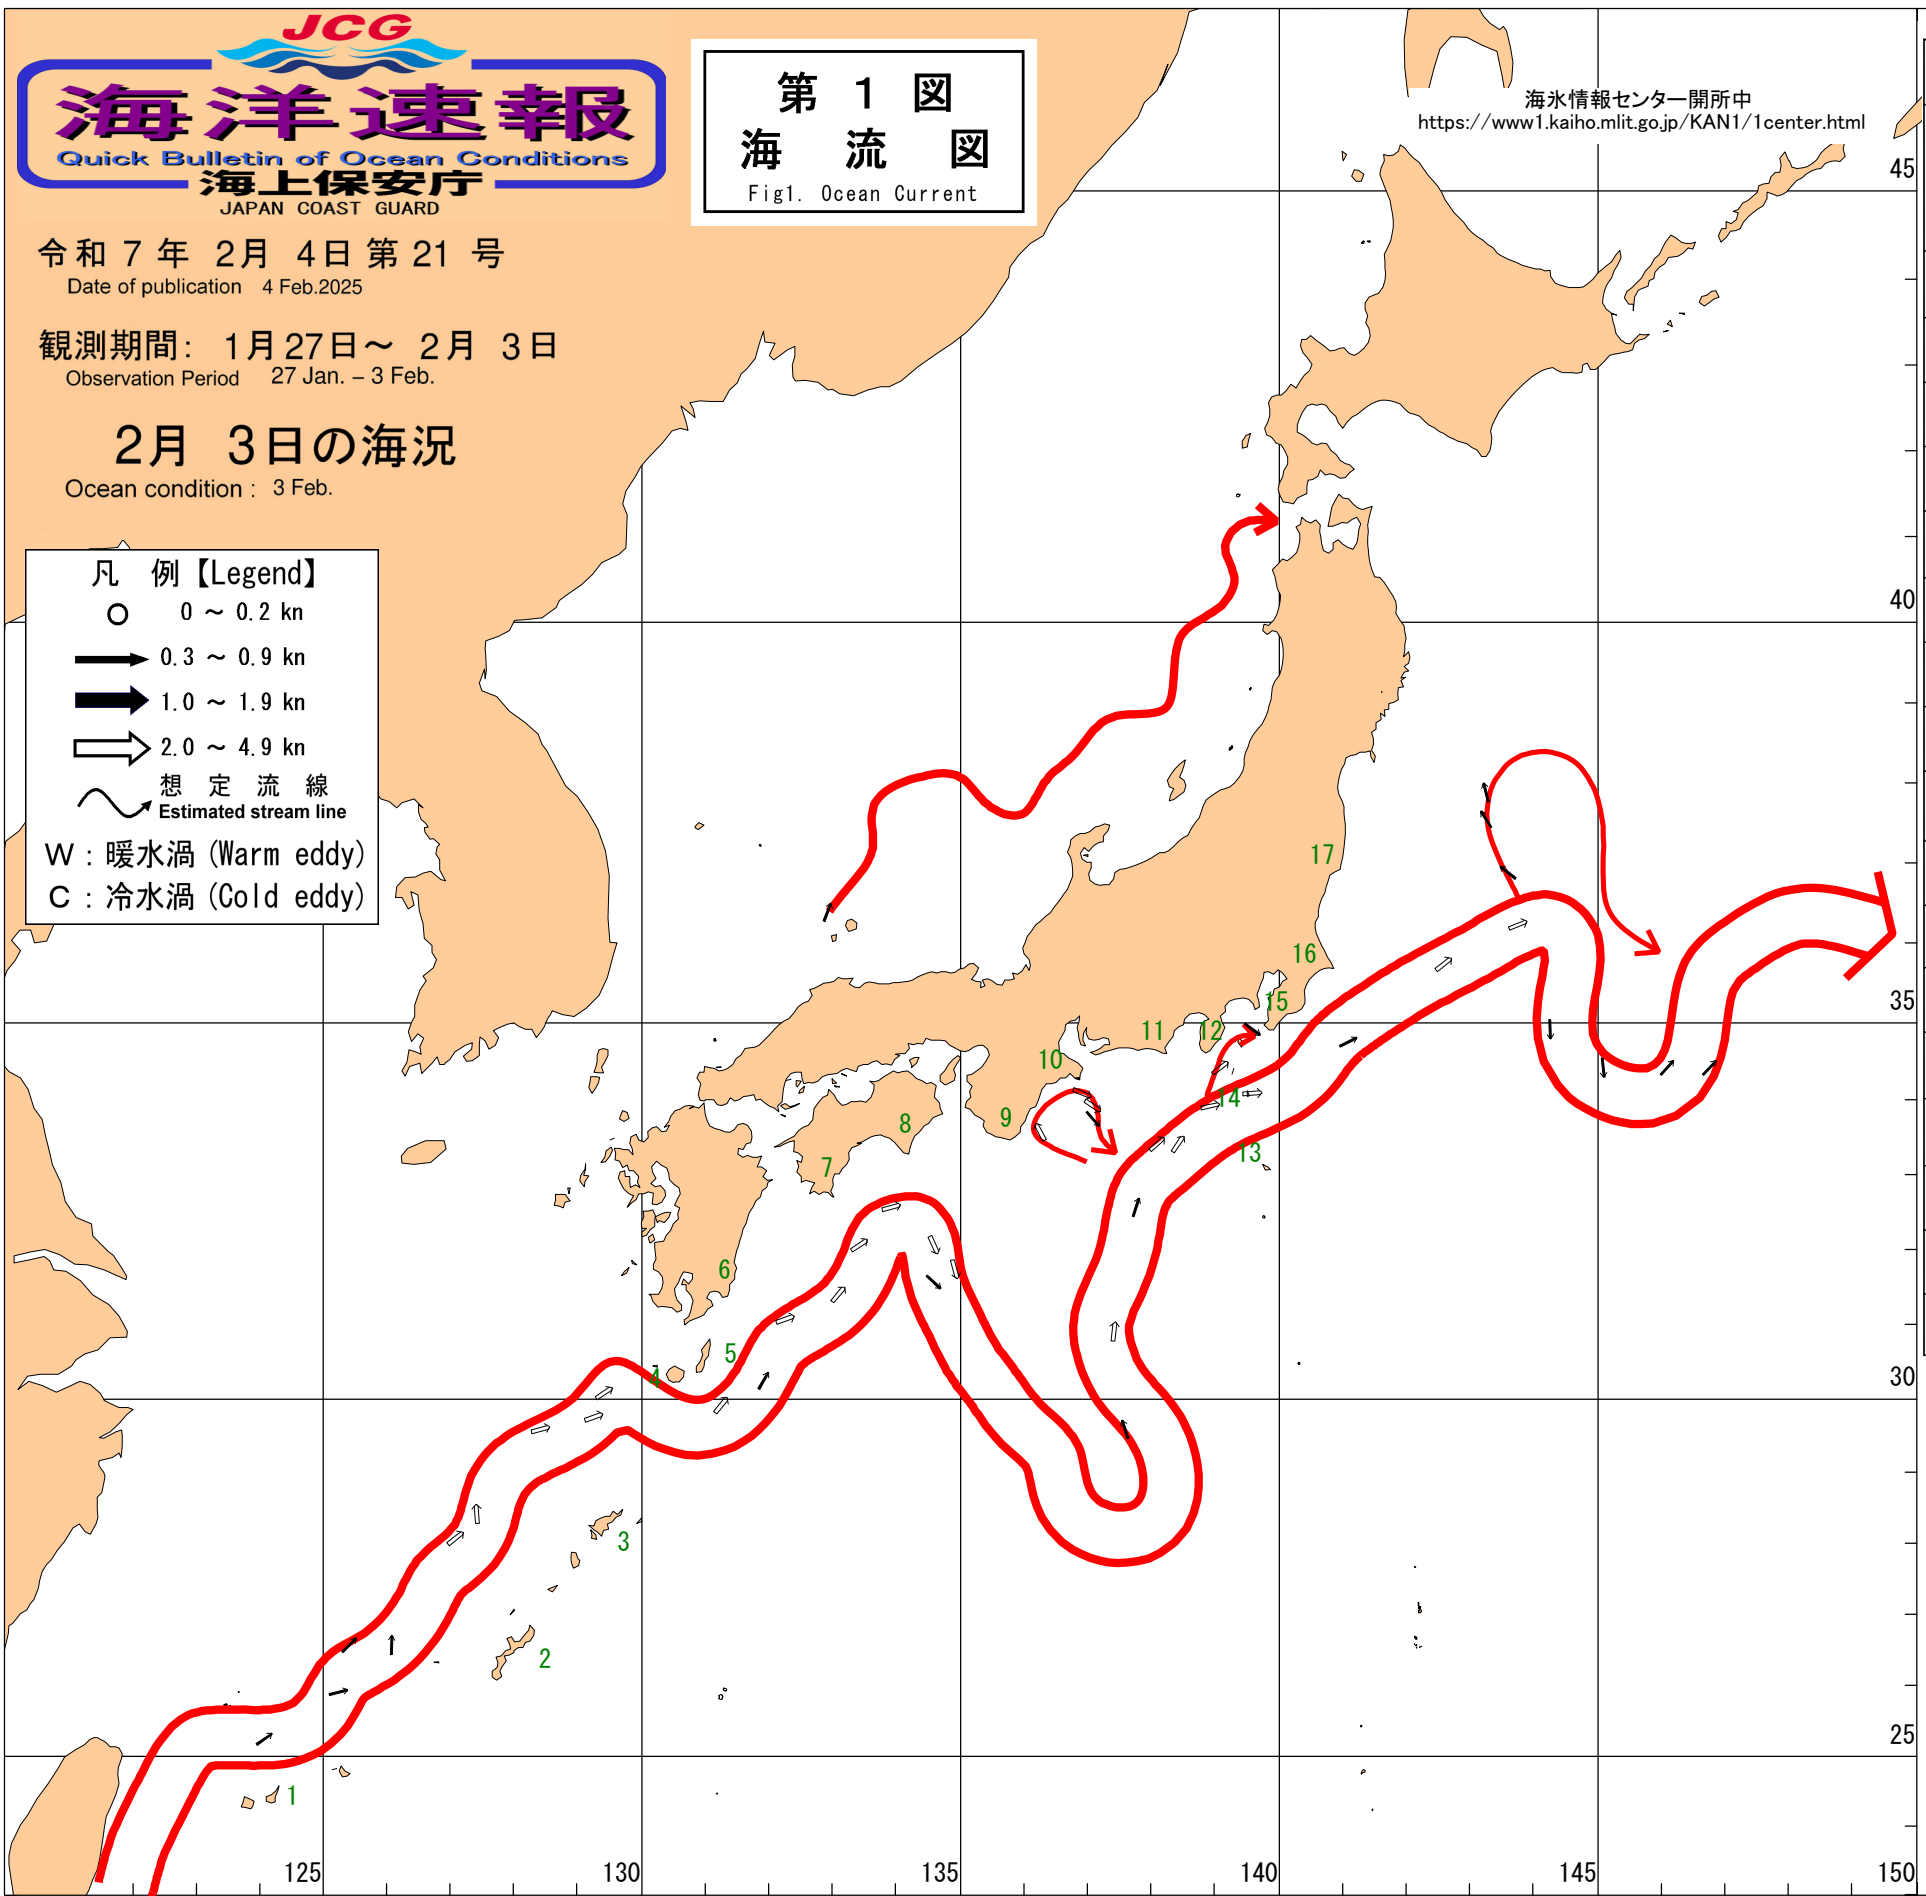 JCG
海洋速報
Quick Bulletin of Ocean Conditions
海上保安庁
JAPAN COAST GUARD
令和 7 年 2月 4日 第 21 号
Date of publication 4 Feb.2025
観測期間: 1月 27日～ 2月 3日
Observation Period 27 Jan. – 3 Feb.
2月 3日の海況
Ocean condition : 3 Feb.
第 1 図
海 流 図
Fig1. Ocean Current
海氷情報センター開所中
https://www1.kaiho.mlit.go.jp/KAN1/1center.html
凡 例【Legend】
0 ～ 0.2 kn
0.3 ～ 0.9 kn
1.0 ～ 1.9 kn
2.0 ～ 4.9 kn
想 定 流 線
Estimated stream line
W : 暖水渦 (Warm eddy)
C : 冷水渦 (Cold eddy)
45
40
35
30
25
17
16
15
12
11
10
14
9
8
13
7
6
5
4
3
2
1
125
130
135
140
145
150